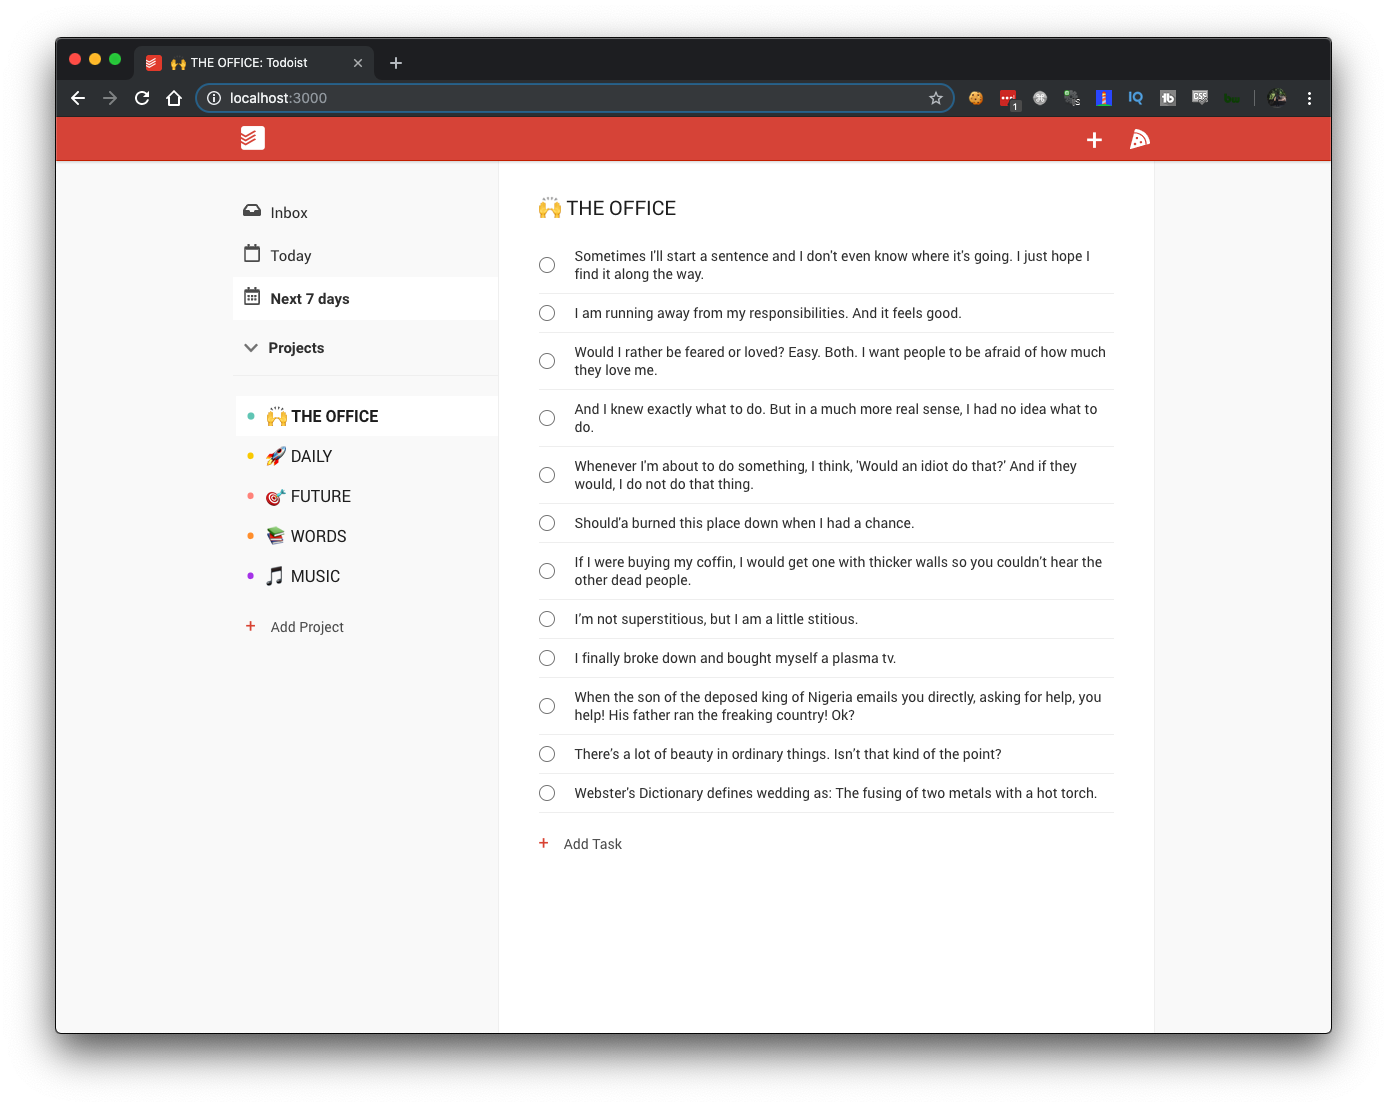 THE OFFICE: Todoist
localhost:3000
1
IQ
tb
GSP
Inbox
Today
Next 7 days
Projects
THE OFFICE
DAILY
FUTURE
WORDS
MUSIC
Add Project
THE OFFICE
Sometimes I'll start a sentence and I don't even know where it's going. I just hope I
find it along the way.
I am running away from my responsibilities. And it feels good.
Would I rather be feared or loved? Easy. Both. I want people to be afraid of how much
they love me.
And I knew exactly what to do. But in a much more real sense, I had no idea what to
do.
Whenever I'm about to do something, I think, 'Would an idiot do that?' And if they
would, I do not do that thing.
Should'a burned this place down when I had a chance.
If I were buying my coffin, I would get one with thicker walls so you couldn’t hear the
other dead people.
I’m not superstitious, but I am a little stitious.
I finally broke down and bought myself a plasma tv.
When the son of the deposed king of Nigeria emails you directly, asking for help, you
help! His father ran the freaking country! Ok?
There’s a lot of beauty in ordinary things. Isn’t that kind of the point?
Webster's Dictionary defines wedding as: The fusing of two metals with a hot torch.
Add Task